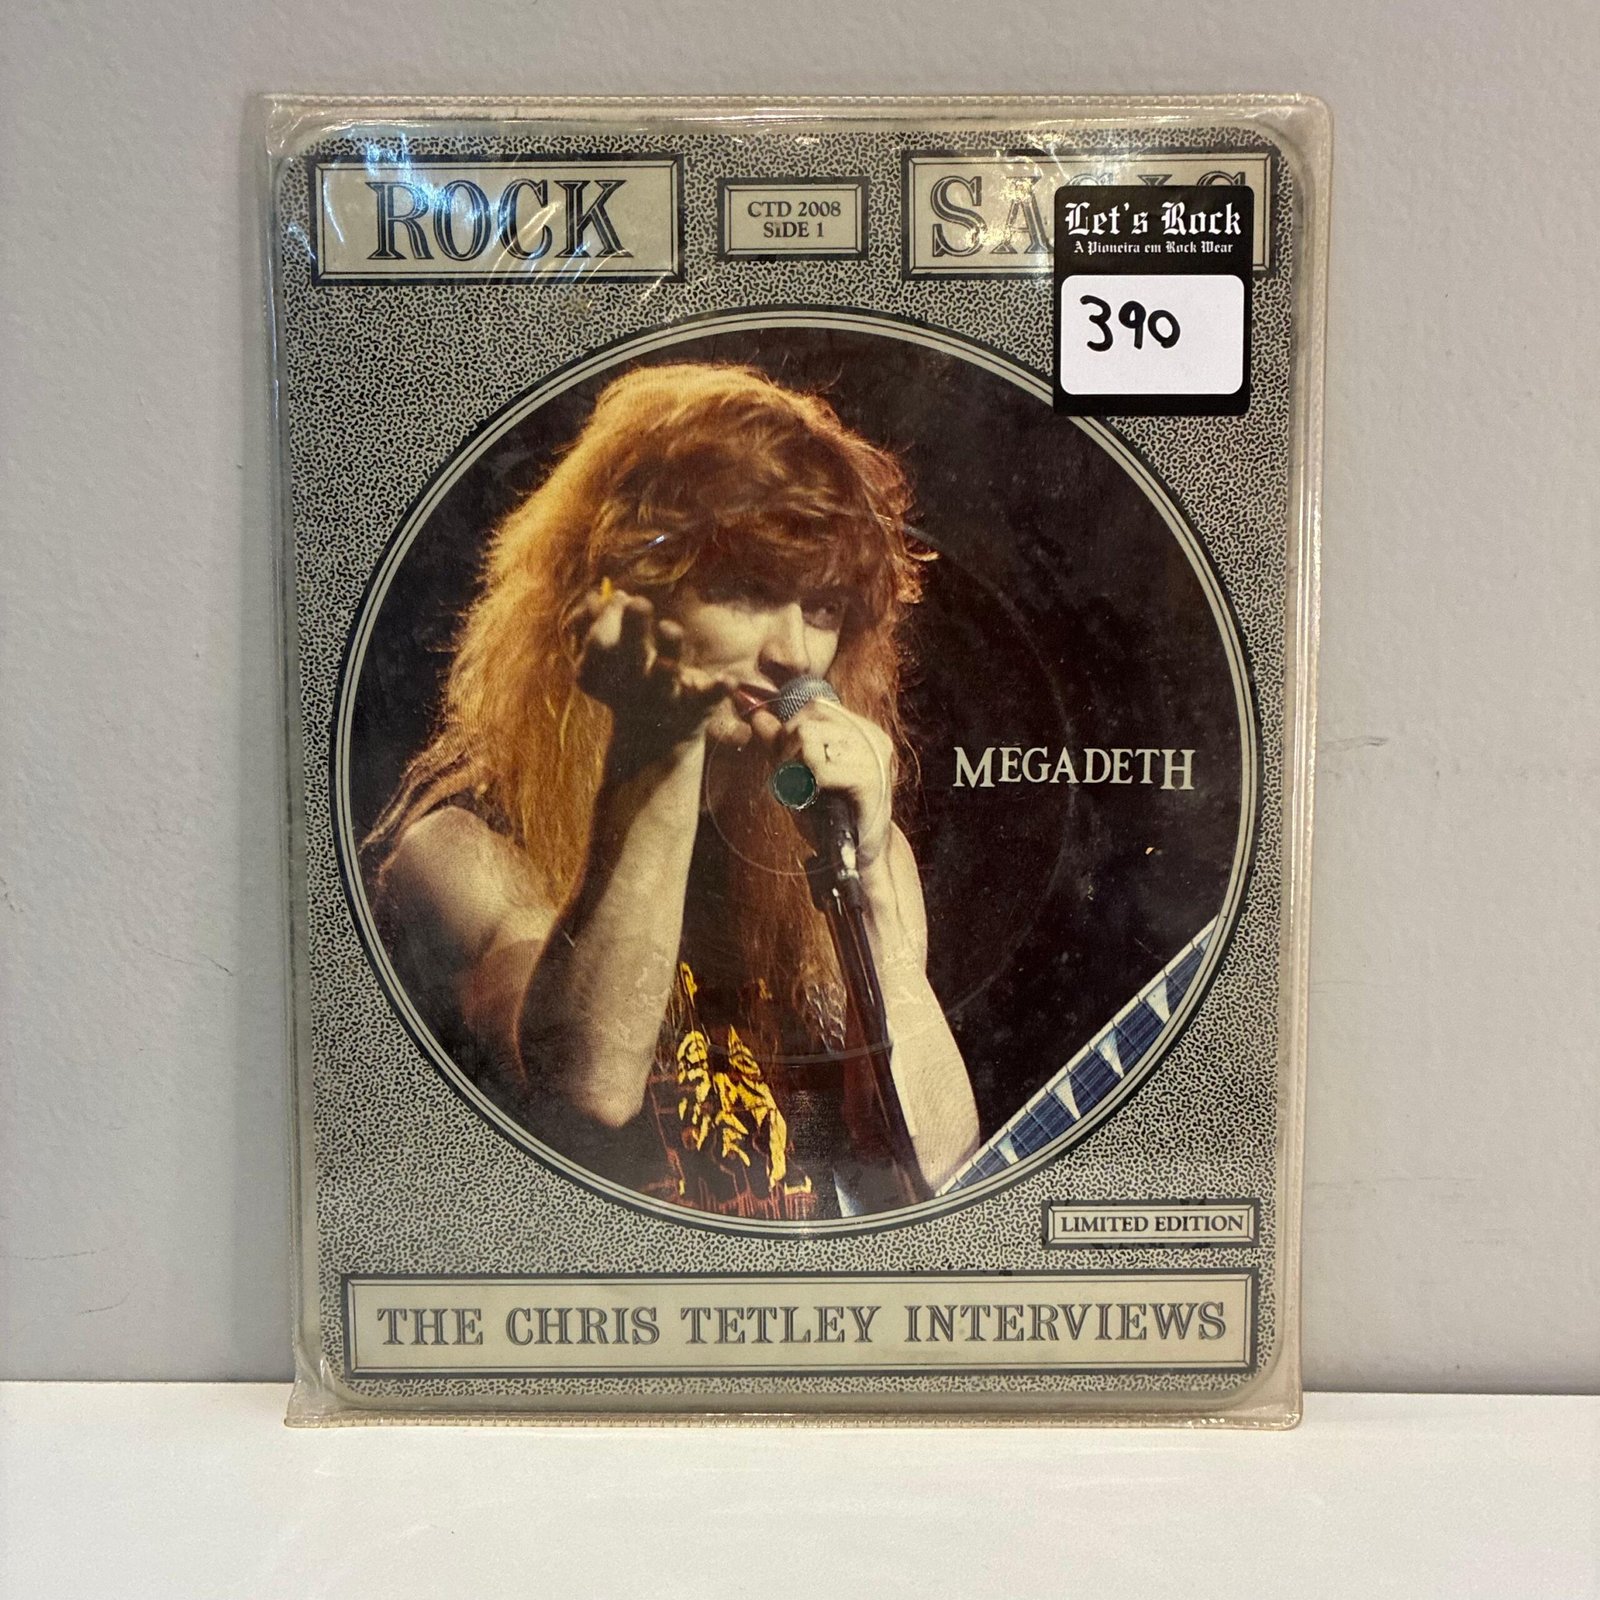 ROCK
CTD 2008
SIDE 1
Let's Rock
A Pioneira em Rock Wear
390
MEGADETH
LIMITED EDITION
THE CHRIS TETLEY INTERVIEWS